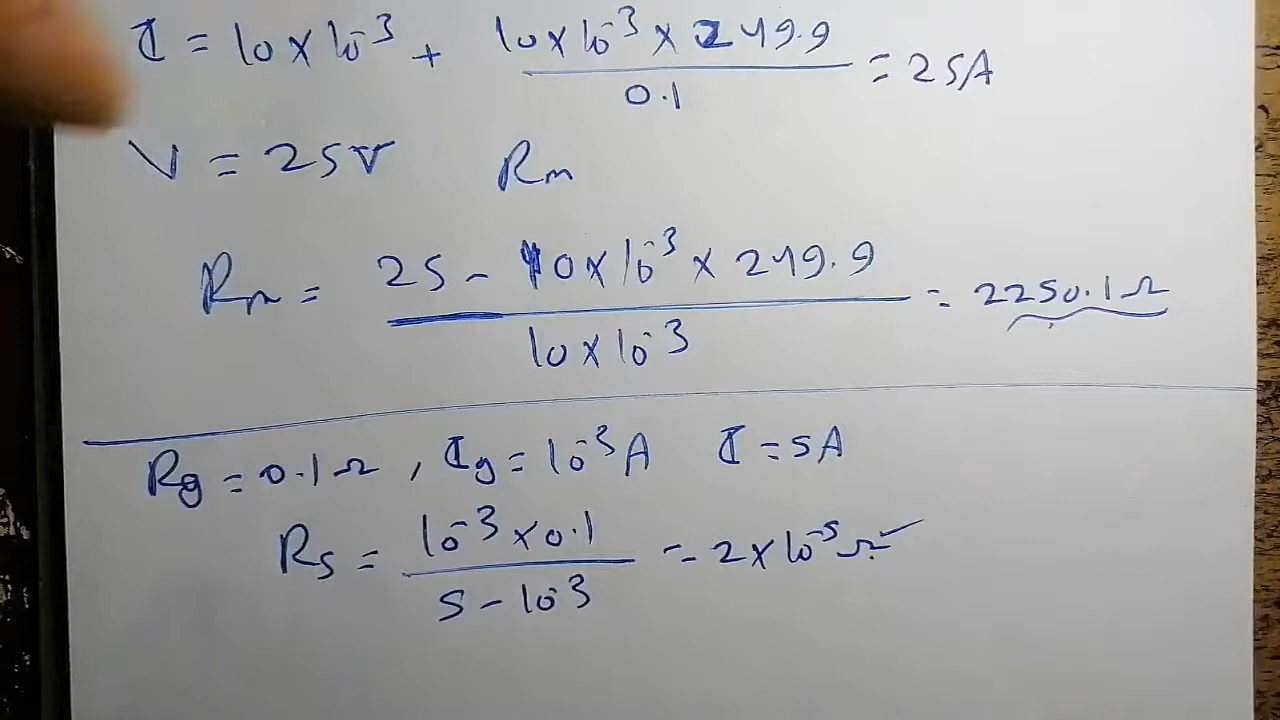 I = 10 × 10⁻³ + (10 × 10⁻³ × 249.9) / 0.1 = 25A
V = 25V Rm
Rm = (25 - 10 × 10⁻³ × 249.9) / (10 × 10⁻³) = 2250.1 Ω
Rg = 0.1 Ω , Ig = 10⁻³ A I = 5A
Rs = (10⁻³ × 0.1) / (5 - 10⁻³) = 2 × 10⁻⁵ Ω ✓